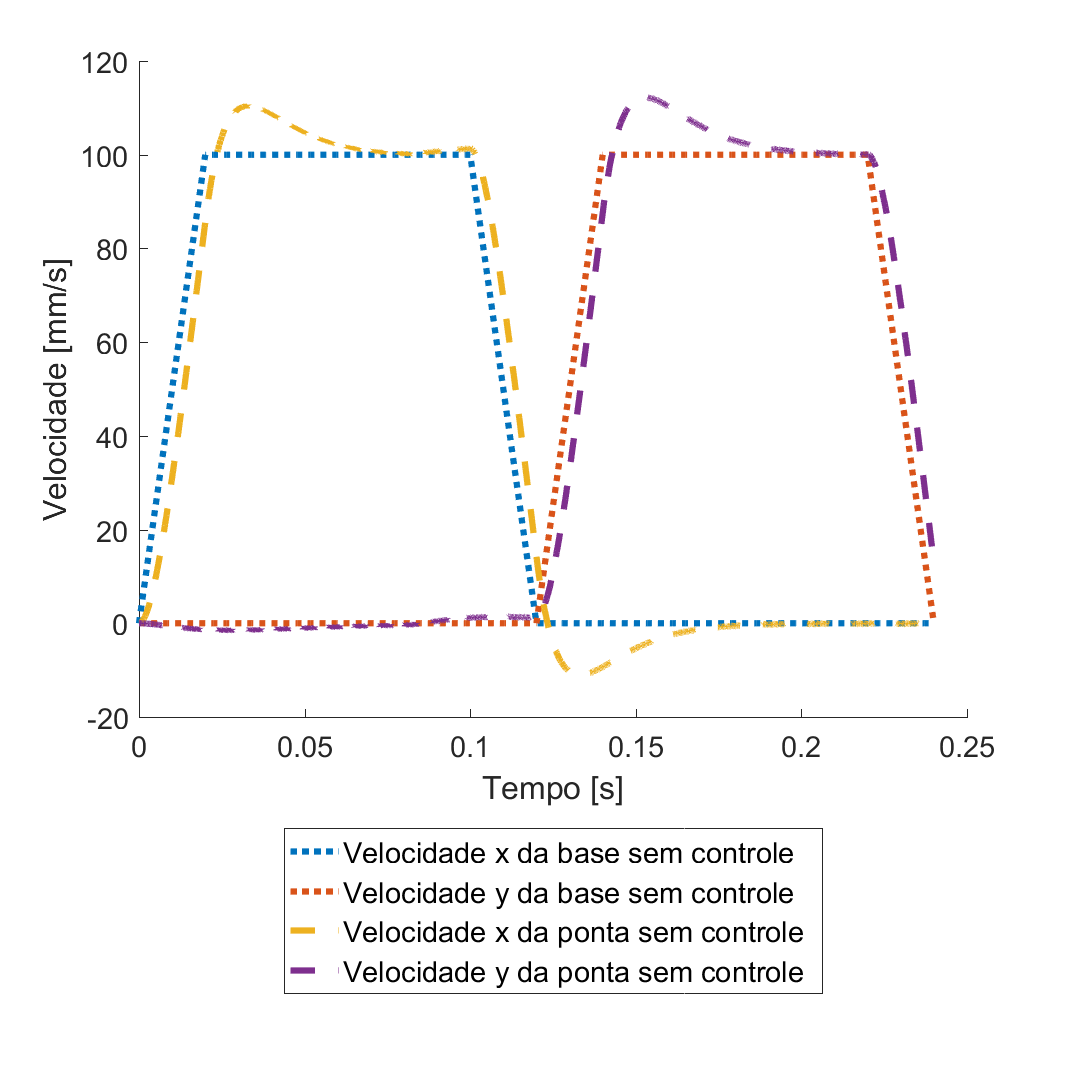 120
100
80
60
40
20
0
-20
Velocidade [mm/s]
0 0.05 0.1 0.15 0.2 0.25
Tempo [s]
Velocidade x da base sem controle
Velocidade y da base sem controle
Velocidade x da ponta sem controle
Velocidade y da ponta sem controle